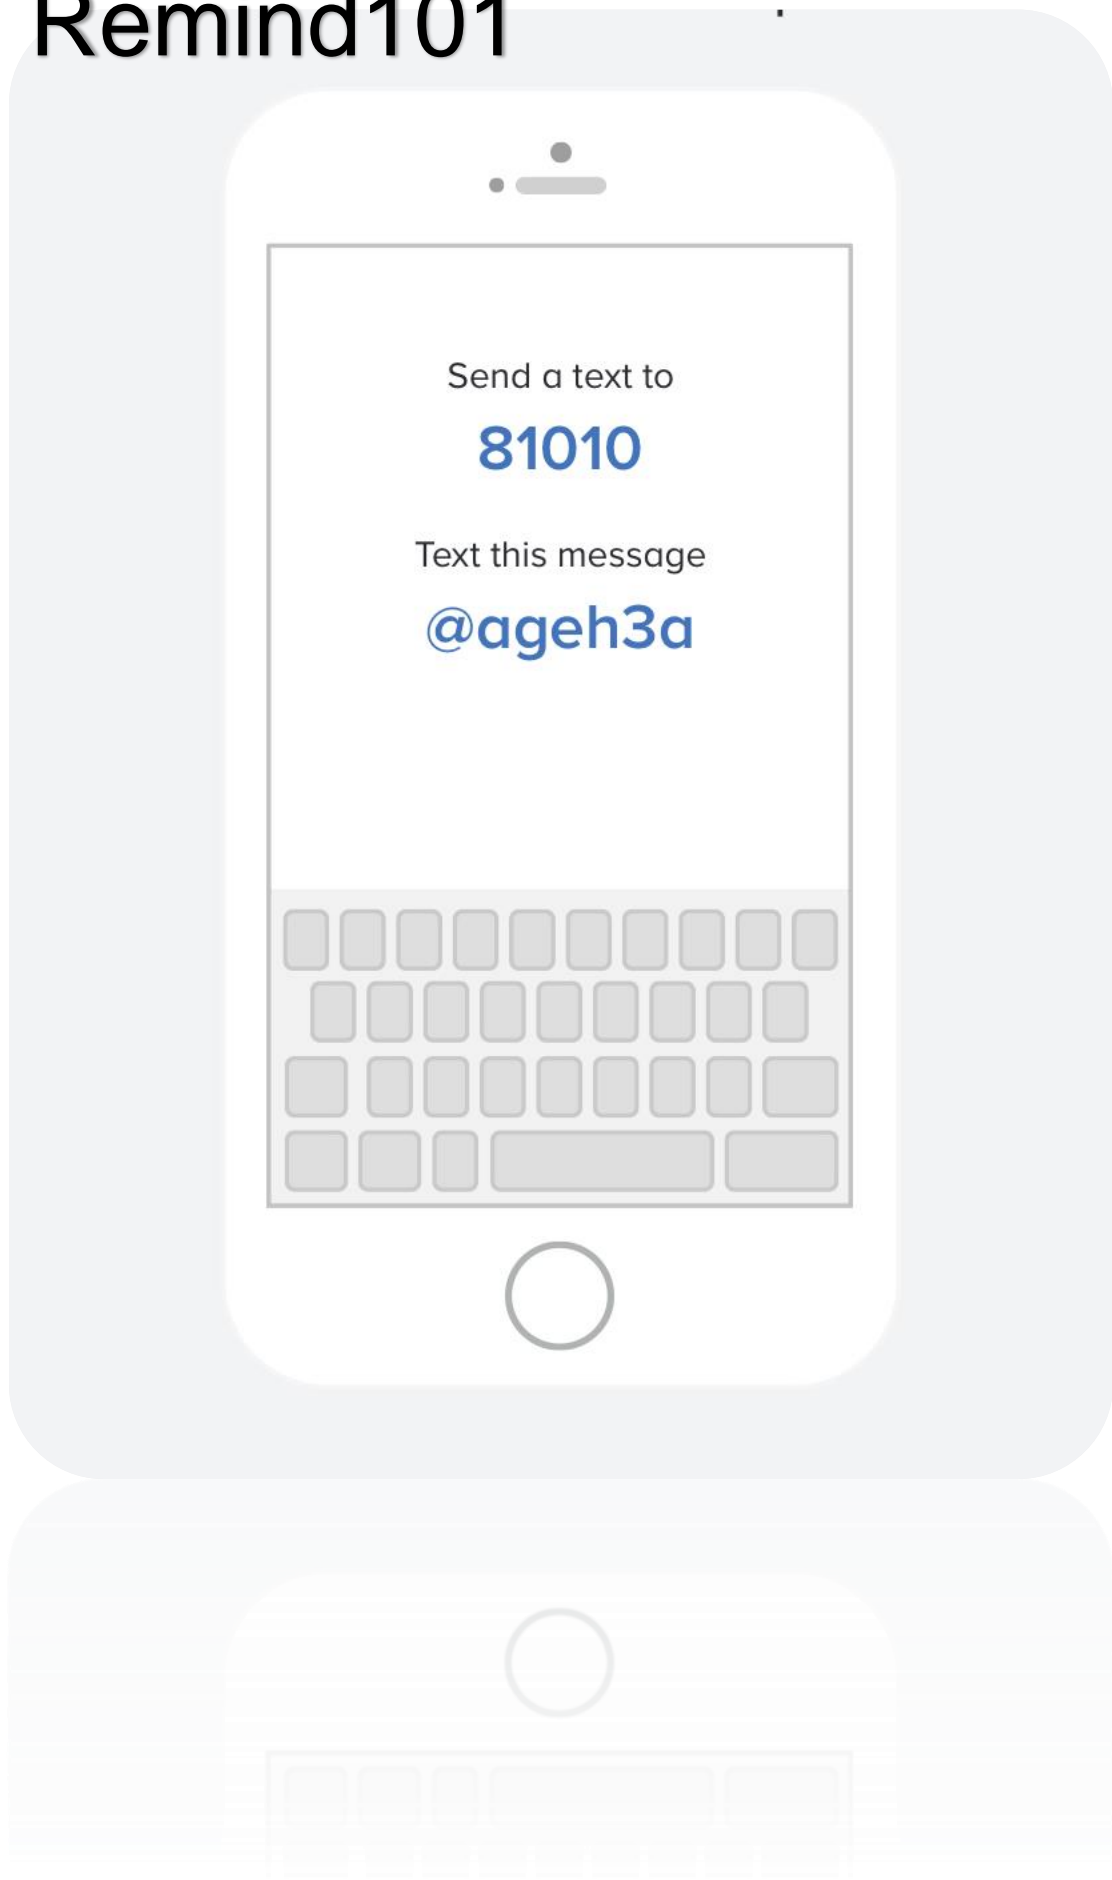 Remind101
Send a text to
81010
Text this message
@ageh3a